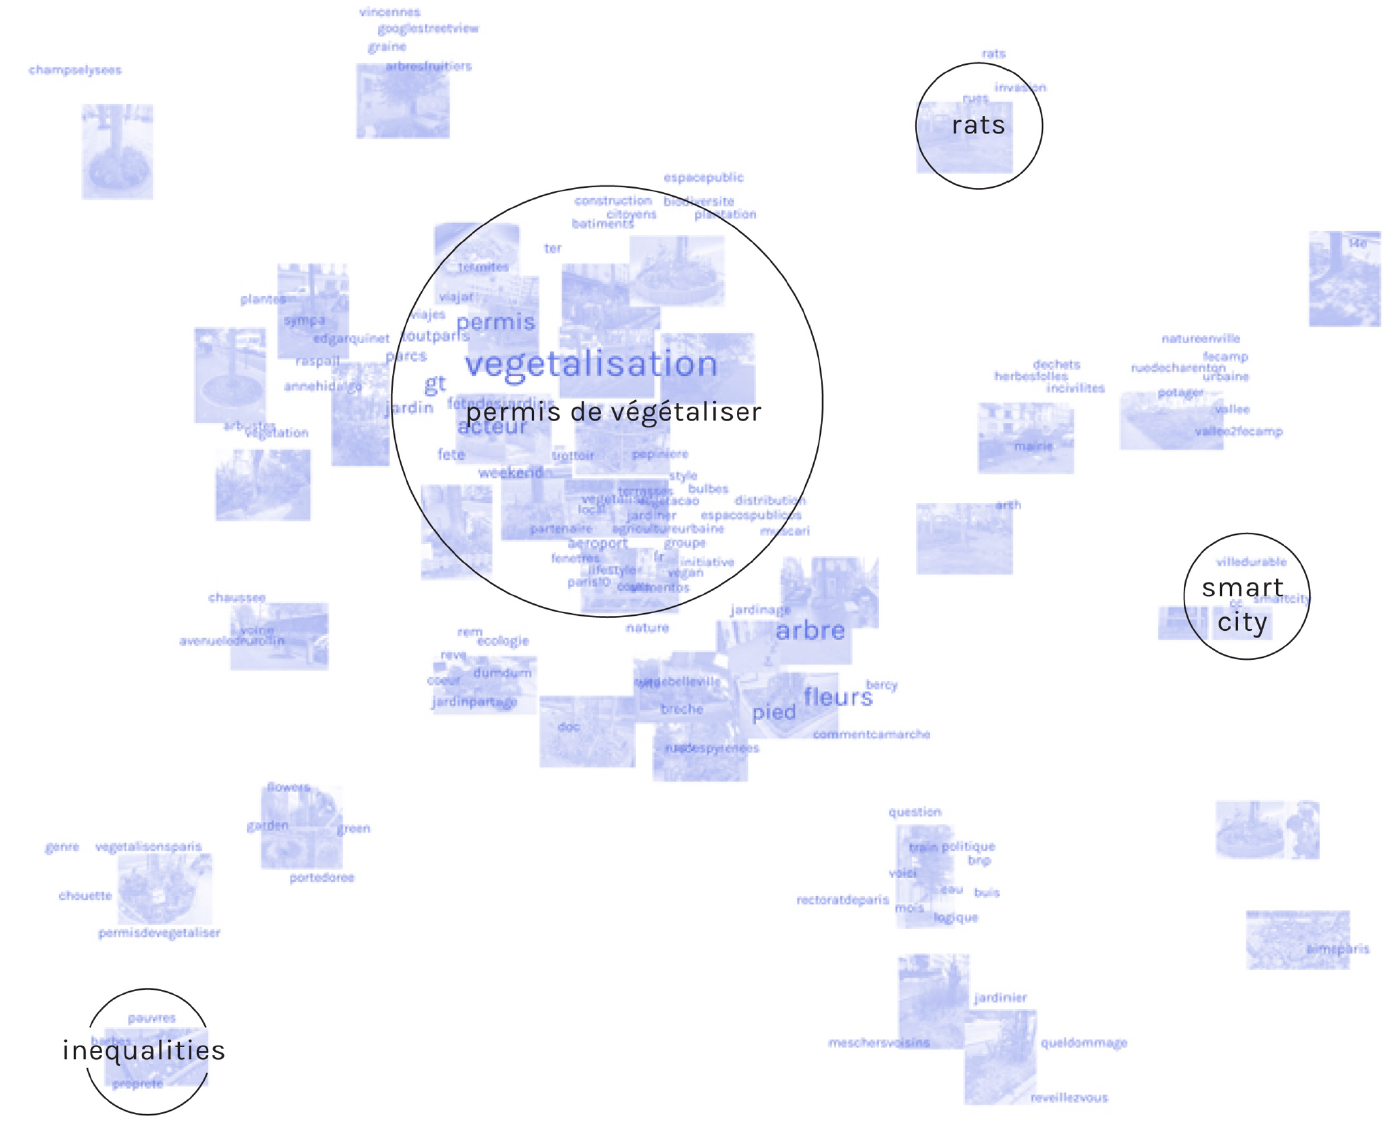 vincennes
googlestreetview
graine
arbresfruitiers
champselysees
rats
invasion
rues
rats
espacepublic
construction
biodiversite
citoyens
plantation
batiments
ter
termites
viajar
viajes
permis
toutparis
vegetalisation
parcs
gt
jardin
fetedesjardins
permis de végétaliser
acteur
fete
trottoir
pepiniere
weekend
style
terrasses
bulbes
vegetacao
local
distribution
jardiner
espacospublicos
partenaire
agricultureurbaine
muscari
aeroport
groupe
fenetres
fr
initiative
lifestyle
vegan
paris10
plantes
sympa
edgarquinet
raspail
annehidalgo
arbustes
vegetation
14e
natureenville
dechets
fecamp
herbesfolles
ruedecharenton
urbaine
incivilites
potager
vallee
vallee2fecamp
mairie
arth
villedurable
smart
city
smartcity
cc
chaussee
voirie
avenueledrurollin
jardinage
arbre
nature
rem
ecologie
reve
coeur
dumdum
jardinpartage
ruedebelleville
breche
doc
ruedespyrenees
fleurs
pied
bercy
commentcamarche
flowers
garden
green
portedoree
genre
vegetalisonsparis
chouette
permisdevegetaliser
question
train
politique
bnp
voici
eau
buis
rectoratdeparis
mois
logique
aimeparis
jardinier
meschersvoisins
queldommage
reveillezvous
pauvres
barbes
inequalities
proprete